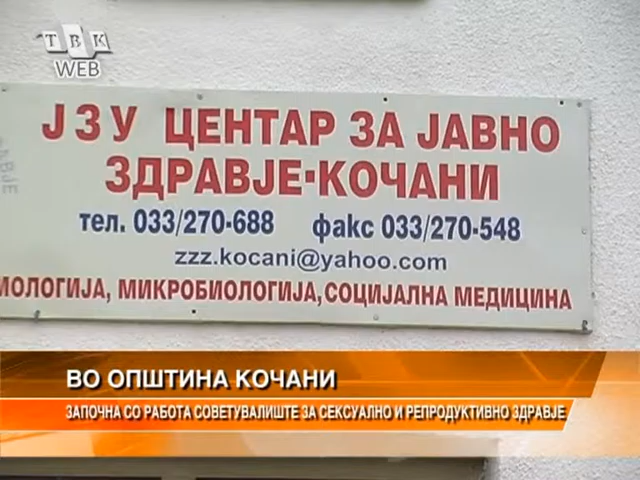 ТВК
WEB
ЈЗУ ЦЕНТАР ЗА ЈАВНО
ЗДРАВЈЕ-КОЧАНИ
тел. 033/270-688 факс 033/270-548
zzz.kocani@yahoo.com
МИКРОБИОЛОГИЈА, СОЦИЈАЛНА МЕДИЦИНА
ВО ОПШТИНА КОЧАНИ
ЗАПОЧНА СО РАБОТА СОВЕТУВАЛИШТЕ ЗА СЕКСУАЛНО И РЕПРОДУКТИВНО ЗДРАВЈЕ